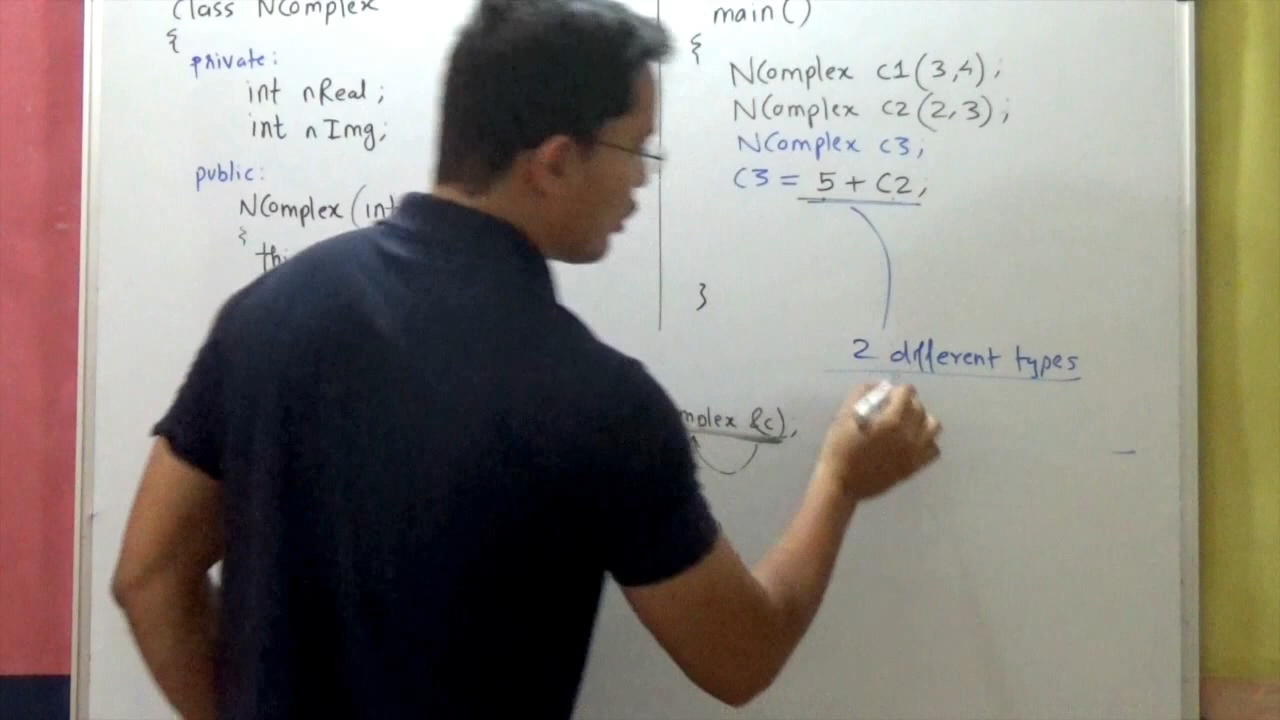 Class NComplex
{
private:
int nReal;
int nImg;
public:
NComplex(int
{
main()
{
NComplex c1(3,4);
NComplex c2(2,3);
NComplex c3;
C3 = 5 + C2;
}
2 different types
&c);